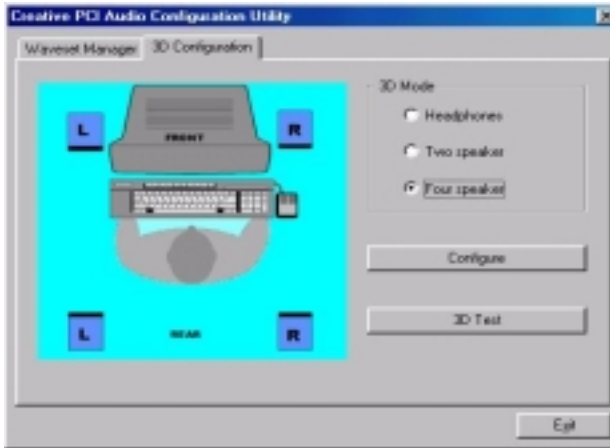 Creative PCI Audio Configuration Utility
Waveset Manager
3D Configuration
3D Mode
L
FRONT
R
Headphones
Two speaker
Four speaker
Configure
L
REAR
R
3D Test
Exit